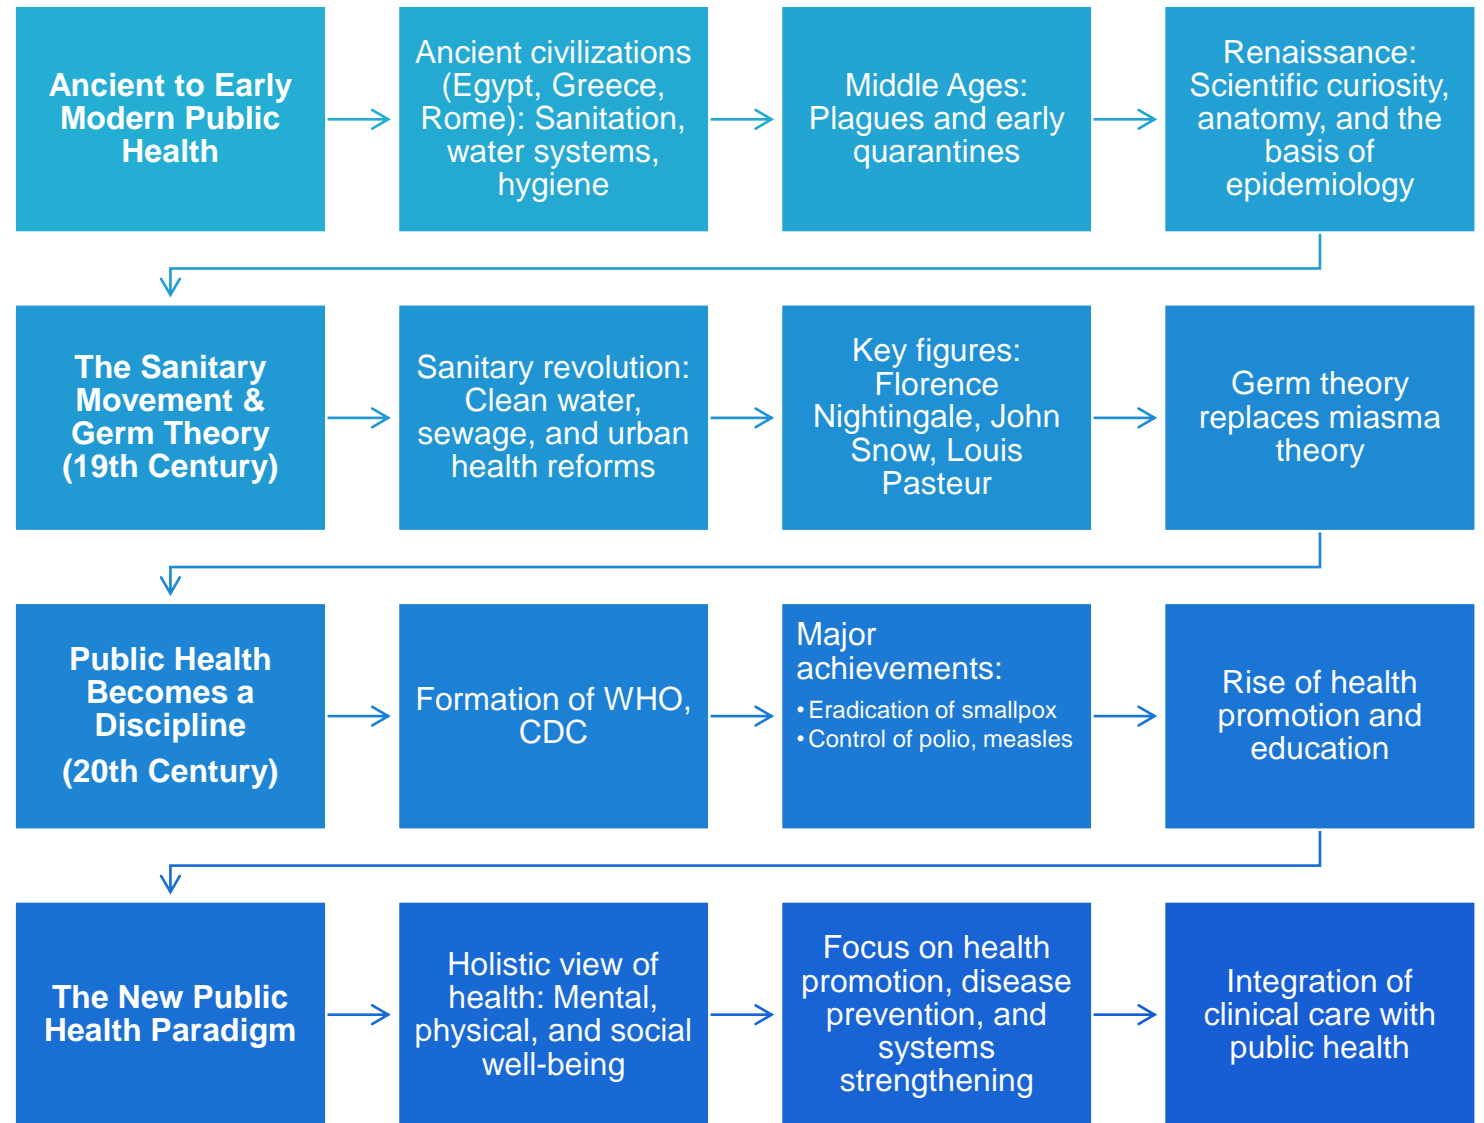 Ancient to Early
Modern Public
Health
Ancient civilizations
(Egypt, Greece,
Rome): Sanitation,
water systems,
hygiene
Middle Ages:
Plagues and early
quarantines
Renaissance:
Scientific curiosity,
anatomy, and the
basis of
epidemiology
The Sanitary
Movement &
Germ Theory
(19th Century)
Sanitary revolution:
Clean water,
sewage, and urban
health reforms
Key figures:
Florence
Nightingale, John
Snow, Louis
Pasteur
Germ theory
replaces miasma
theory
Public Health
Becomes a
Discipline
(20th Century)
Formation of WHO,
CDC
Major
achievements:
• Eradication of smallpox
• Control of polio, measles
Rise of health
promotion and
education
The New Public
Health Paradigm
Holistic view of
health: Mental,
physical, and social
well-being
Focus on health
promotion, disease
prevention, and
systems
strengthening
Integration of
clinical care with
public health